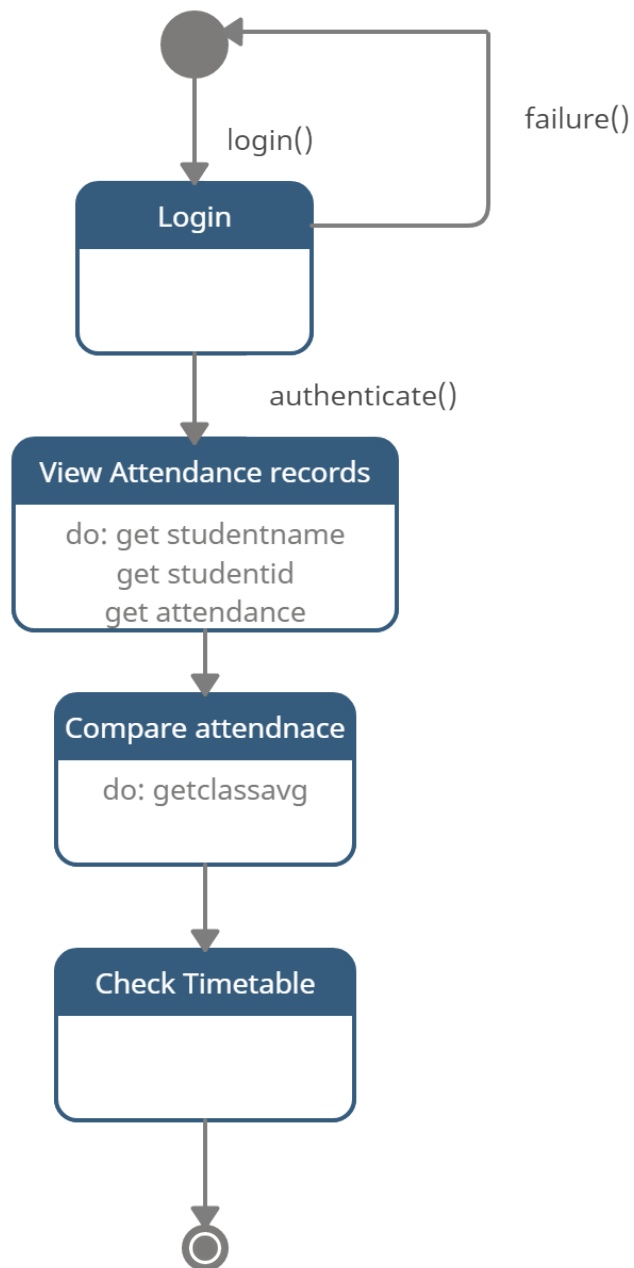 failure()
login()
Login
authenticate()
View Attendance records
do: get studentname
get studentid
get attendance
Compare attendnace
do: getclassavg
Check Timetable